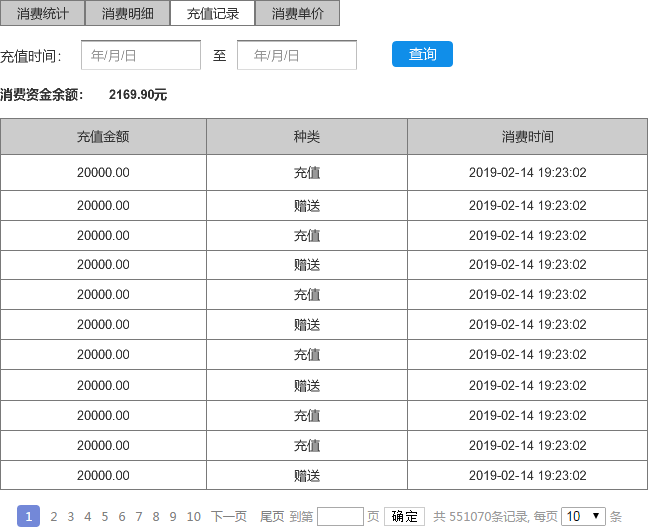 消费统计 消费明细 充值记录 消费单价
充值时间： 年/月/日 至 年/月/日 查询
消费资金余额： 2169.90元
充值金额 种类 消费时间
20000.00 充值 2019-02-14 19:23:02
20000.00 赠送 2019-02-14 19:23:02
20000.00 充值 2019-02-14 19:23:02
20000.00 赠送 2019-02-14 19:23:02
20000.00 充值 2019-02-14 19:23:02
20000.00 赠送 2019-02-14 19:23:02
20000.00 充值 2019-02-14 19:23:02
20000.00 赠送 2019-02-14 19:23:02
20000.00 充值 2019-02-14 19:23:02
20000.00 充值 2019-02-14 19:23:02
20000.00 赠送 2019-02-14 19:23:02
1 2 3 4 5 6 7 8 9 10 下一页 尾页 到第 页 确定 共 551070条记录, 每页 10 条